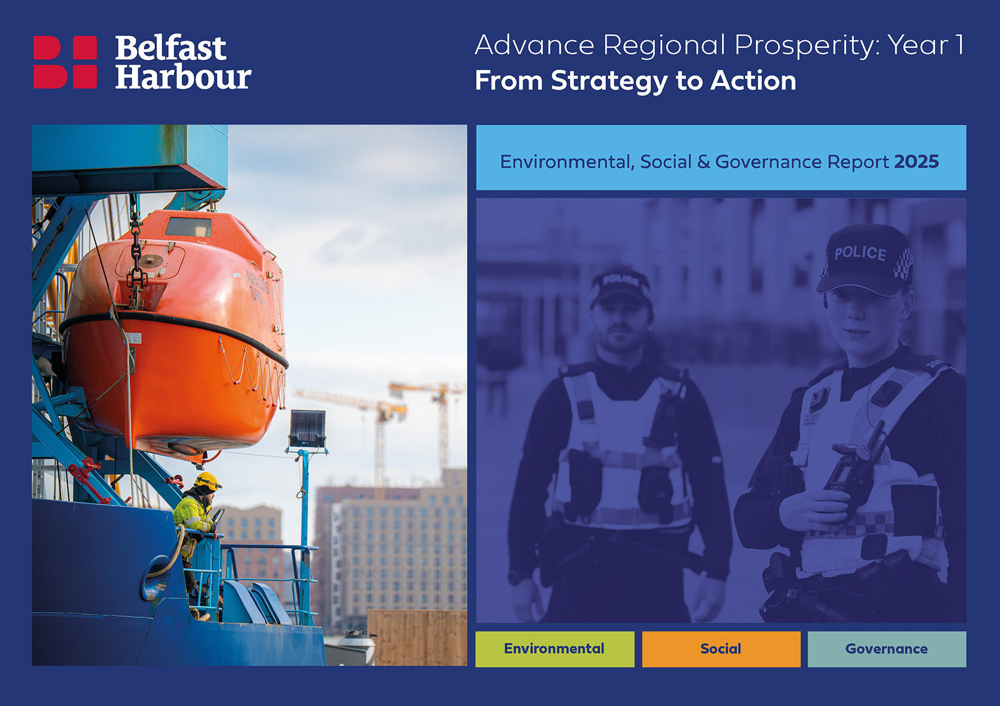 Belfast
Harbour
Advance Regional Prosperity: Year 1
From Strategy to Action
Environmental, Social & Governance Report 2025
TURKU
POLICE
POLICE
Environmental
Social
Governance